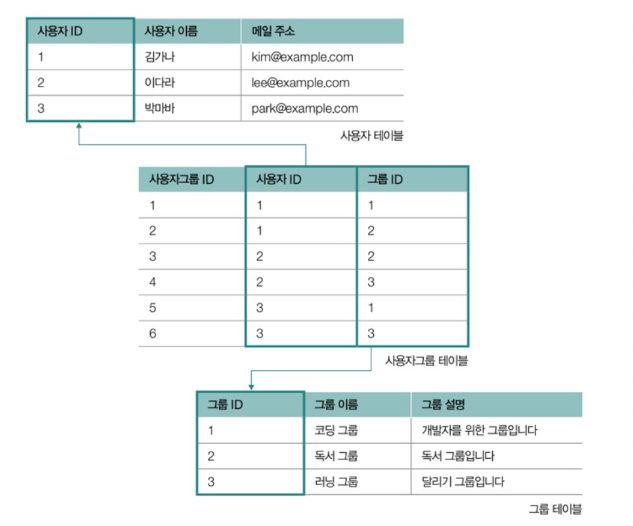 사용자 ID 사용자 이름 메일 주소
1 김가나 kim@example.com
2 이다라 lee@example.com
3 박마바 park@example.com
사용자 테이블
사용자그룹 ID 사용자 ID 그룹 ID
1 1 1
2 1 2
3 2 2
4 2 3
5 3 1
6 3 3
사용자그룹 테이블
그룹 ID 그룹 이름 그룹 설명
1 코딩 그룹 개발자를 위한 그룹입니다
2 독서 그룹 독서 그룹입니다
3 러닝 그룹 달리기 그룹입니다
그룹 테이블